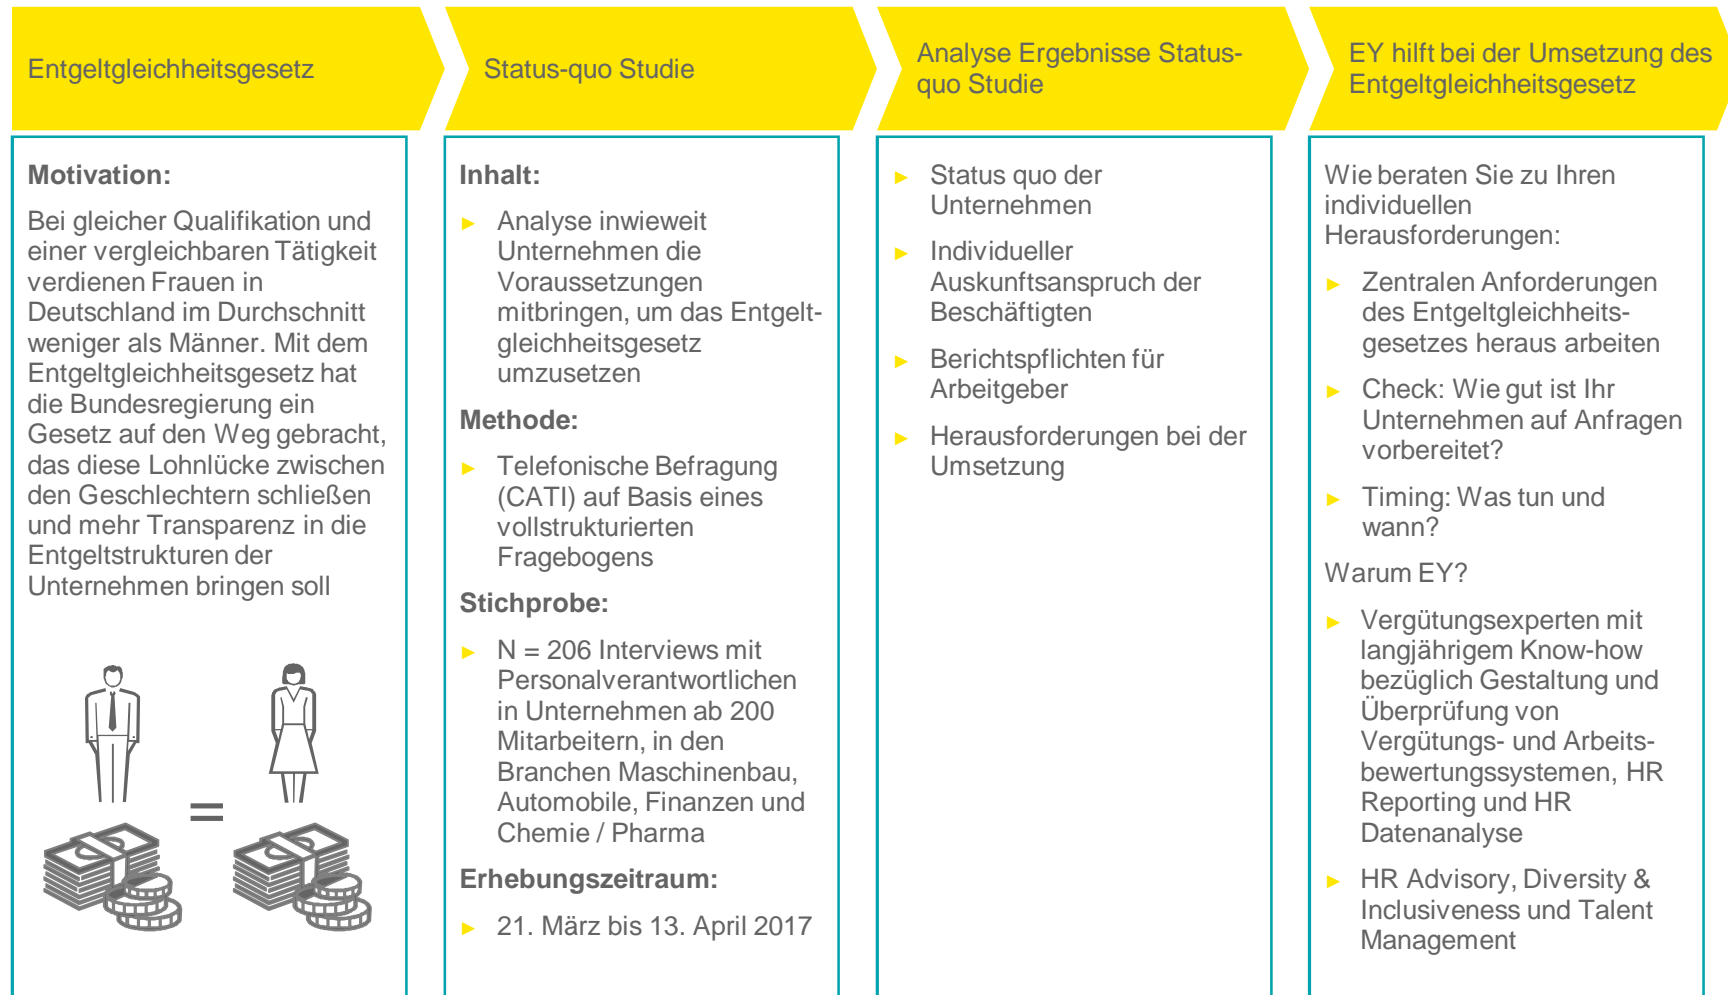 Entgeltgleichheitsgesetz
Status-quo Studie
Analyse Ergebnisse Status-
quo Studie
EY hilft bei der Umsetzung des
Entgeltgleichheitsgesetz
Motivation:
Bei gleicher Qualifikation und
einer vergleichbaren Tätigkeit
verdienen Frauen in
Deutschland im Durchschnitt
weniger als Männer. Mit dem
Entgeltgleichheitsgesetz hat
die Bundesregierung ein
Gesetz auf den Weg gebracht,
das diese Lohnlücke zwischen
den Geschlechtern schließen
und mehr Transparenz in die
Entgeltstrukturen der
Unternehmen bringen soll
=
Inhalt:
► Analyse inwieweit
Unternehmen die
Voraussetzungen
mitbringen, um das Entgelt-
gleichheitsgesetz
umzusetzen
Methode:
► Telefonische Befragung
(CATI) auf Basis eines
vollstrukturierten
Fragebogens
Stichprobe:
► N = 206 Interviews mit
Personalverantwortlichen
in Unternehmen ab 200
Mitarbeitern, in den
Branchen Maschinenbau,
Automobile, Finanzen und
Chemie / Pharma
Erhebungszeitraum:
► 21. März bis 13. April 2017
► Status quo der
Unternehmen
► Individueller
Auskunftsanspruch der
Beschäftigten
► Berichtspflichten für
Arbeitgeber
► Herausforderungen bei der
Umsetzung
Wie beraten Sie zu Ihren
individuellen
Herausforderungen:
► Zentralen Anforderungen
des Entgeltgleichheits-
gesetzes heraus arbeiten
► Check: Wie gut ist Ihr
Unternehmen auf Anfragen
vorbereitet?
► Timing: Was tun und
wann?
Warum EY?
► Vergütungsexperten mit
langjährigem Know-how
bezüglich Gestaltung und
Überprüfung von
Vergütungs- und Arbeits-
bewertungssystemen, HR
Reporting und HR
Datenanalyse
► HR Advisory, Diversity &
Inclusiveness und Talent
Management